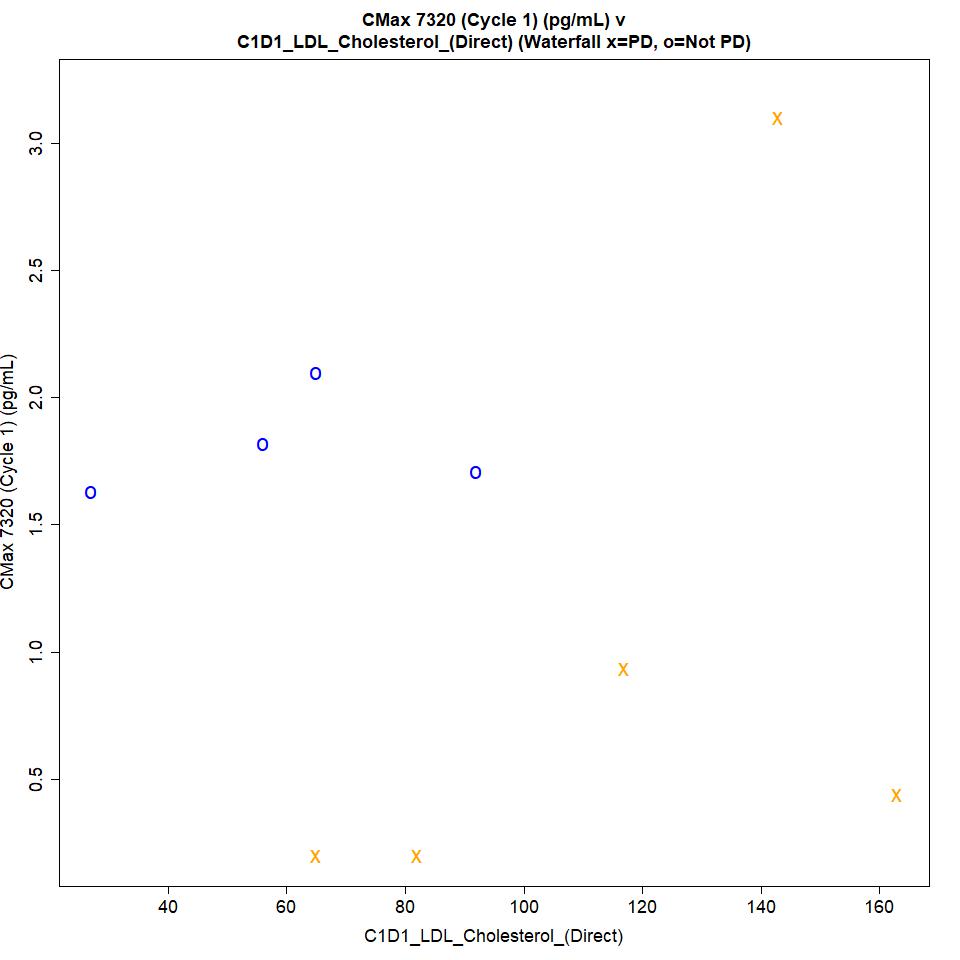 CMax 7320 (Cycle 1) (pg/mL) v
C1D1_LDL_Cholesterol_(Direct) (Waterfall x=PD, o=Not PD)
CMax 7320 (Cycle 1) (pg/mL)
3.0
2.5
2.0
1.5
1.0
0.5
X
O
O
O
O
X
X
X
X
40
60
80
100
120
140
160
C1D1_LDL_Cholesterol_(Direct)